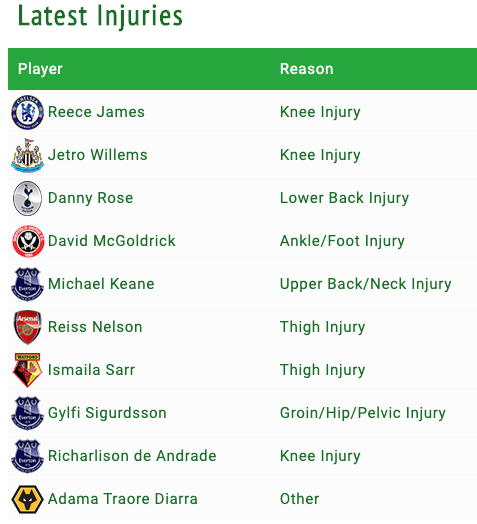 Latest Injuries
Player Reason
Reece James Knee Injury
Jetro Willems Knee Injury
Danny Rose Lower Back Injury
David McGoldrick Ankle/Foot Injury
Michael Keane Upper Back/Neck Injury
Arsenal
Reiss Nelson Thigh Injury
WATFORD
Ismaila Sarr Thigh Injury
Gylfi Sigurdsson Groin/Hip/Pelvic Injury
Richarlison de Andrade Knee Injury
Adama Traore Diarra Other